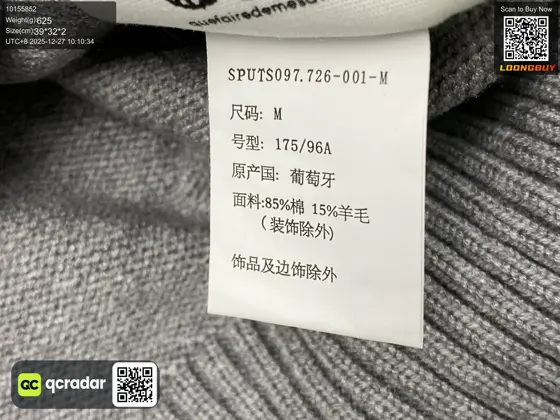 10155852
Weight(g)625
Size(cm)39*32*2
UTC+8 2025-12-27 10:10:34
Scan to Buy Now
LOONGBUY
SPUTS097.726-001-M
尺码: M
号型: 175/96A
原产国: 葡萄牙
面料:85%棉 15%羊毛
(装饰除外)
饰品及边饰除外
QC qcradar